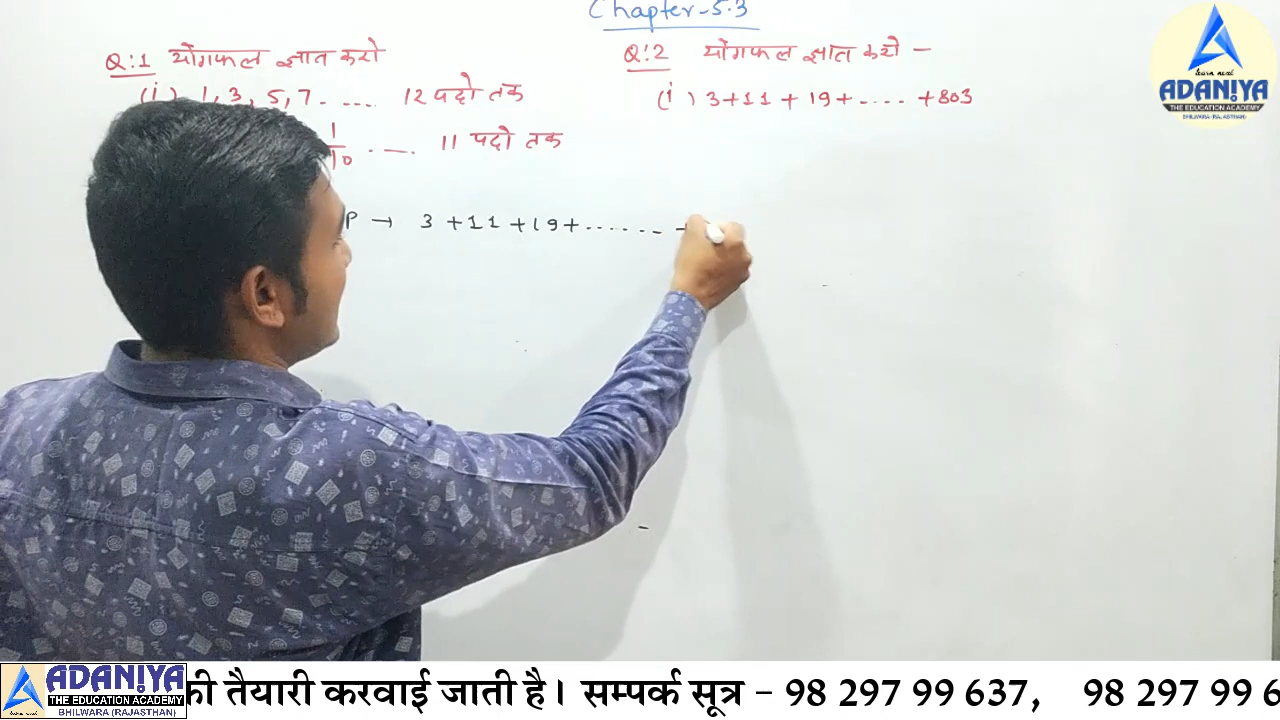 Chapter-5.3
Q:1 योगफल ज्ञात करो
(i) 1, 3, 5, 7 ..... 12 पदो तक
1/10 ..... 11 पदो तक
Q:2 योगफल ज्ञात करो -
(i) 3+11+19+.....+803
P → 3+11+19+.......
learn next
ADANIYA
THE EDUCATION ACADEMY
BHILWARA (RAJASTHAN)
ADANIYA
THE EDUCATION ACADEMY
BHILWARA (RAJASTHAN)
की तैयारी करवाई जाती है। सम्पर्क सूत्र - 98 297 99 637, 98 297 99 6